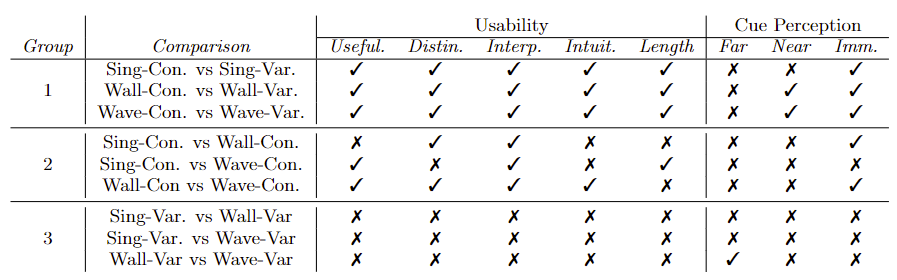 Usability Cue Perception
Group Comparison Useful. Distin. Interp. Intuit. Length Far Near Imm.
Sing-Con. vs Sing-Var. ✓ ✓ ✓ ✓ ✓ ✗ ✗ ✓
1 Wall-Con. vs Wall-Var. ✓ ✓ ✓ ✓ ✓ ✗ ✓ ✓
Wave-Con. vs Wave-Var. ✓ ✓ ✓ ✓ ✓ ✗ ✓ ✓
Sing-Con. vs Wall-Con. ✗ ✓ ✓ ✗ ✗ ✗ ✗ ✓
2 Sing-Con. vs Wave-Con. ✓ ✗ ✓ ✗ ✓ ✗ ✗ ✗
Wall-Con vs Wave-Con. ✓ ✓ ✓ ✓ ✗ ✗ ✗ ✓
Sing-Var. vs Wall-Var ✗ ✗ ✗ ✗ ✗ ✗ ✗ ✗
3 Sing-Var. vs Wave-Var ✗ ✗ ✗ ✗ ✗ ✗ ✗ ✗
Wall-Var vs Wave-Var ✗ ✗ ✗ ✗ ✗ ✓ ✗ ✗